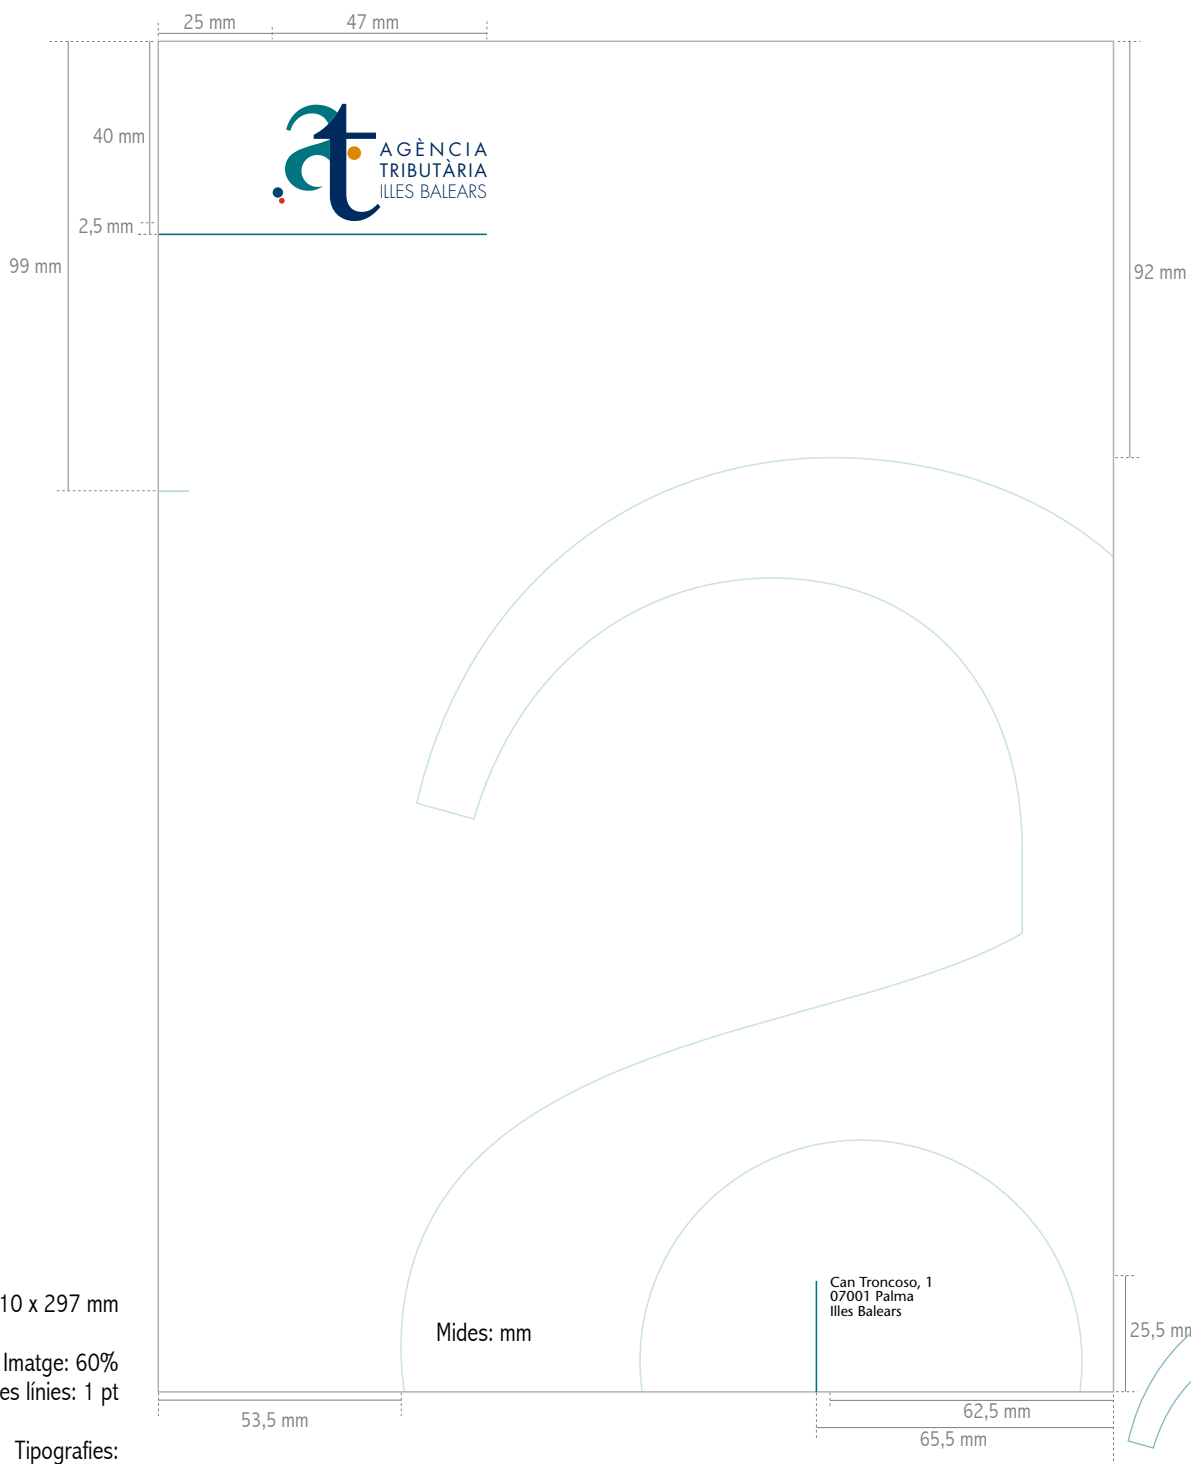 25 mm
47 mm
40 mm
2,5 mm
99 mm
92 mm
at
AGÈNCIA
TRIBUTÀRIA
ILLES BALEARS
Can Troncoso, 1
07001 Palma
Illes Balears
10 x 297 mm
Mides: mm
Imatge: 60%
es línies: 1 pt
25,5 mm
53,5 mm
62,5 mm
65,5 mm
Tipografies: